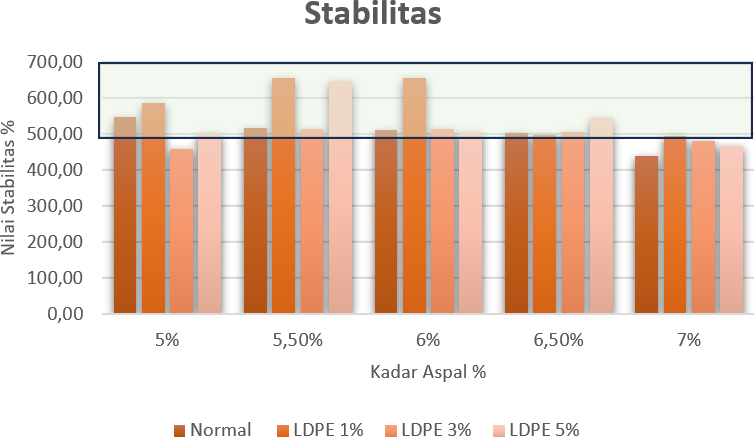 Stabilitas
Nilai Stabilitas %
700,00
600,00
500,00
400,00
300,00
200,00
100,00
0,00
5% 5,50% 6% 6,50% 7%
Kadar Aspal %
Normal LDPE 1% LDPE 3% LDPE 5%